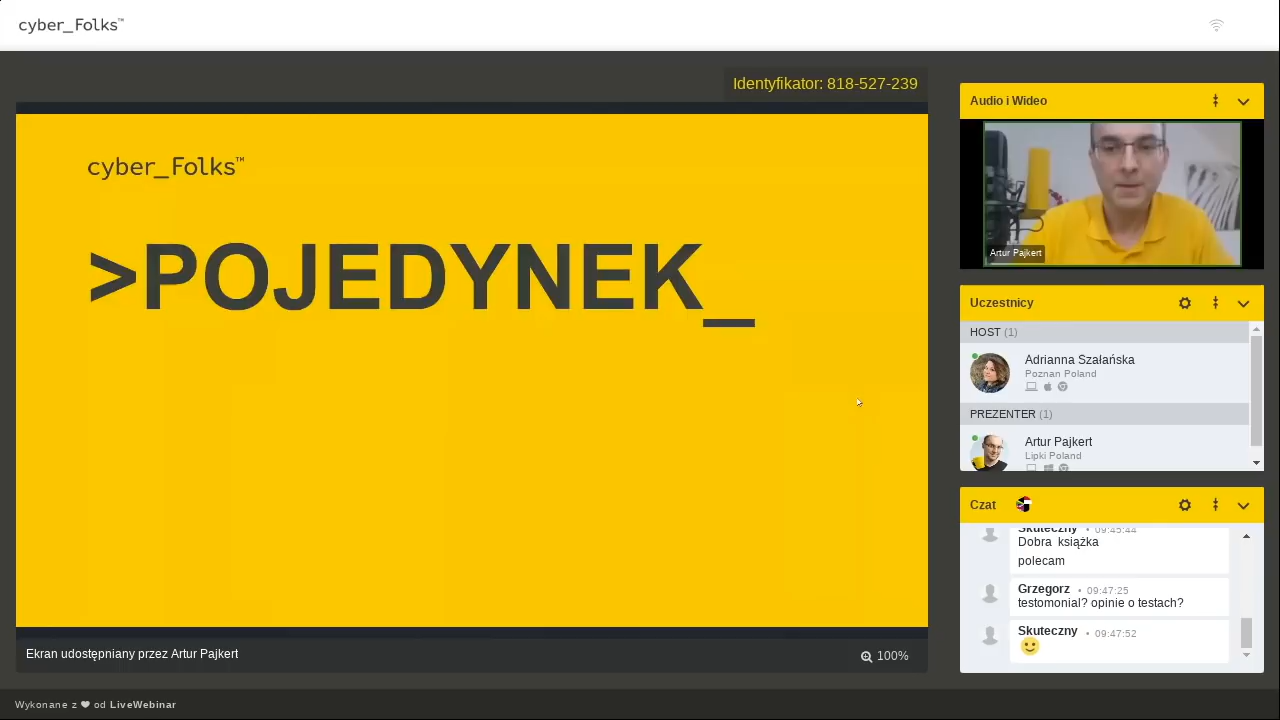 cyber_Folks™
Identyfikator: 818-527-239
cyber_Folks™
>POJEDYNEK_
Ekran udostępniany przez Artur Pajkert
100%
Audio i Wideo
Artur Pajkert
Uczestnicy
HOST (1)
Adrianna Szałańska
Poznan Poland
PREZENTER (1)
Artur Pajkert
Lipki Poland
Czat
Skuteczny • 09:45:44
Dobra książka
polecam
Grzegorz • 09:47:25
testomonial? opinie o testach?
Skuteczny • 09:47:52
Wykonane z ❤ od LiveWebinar